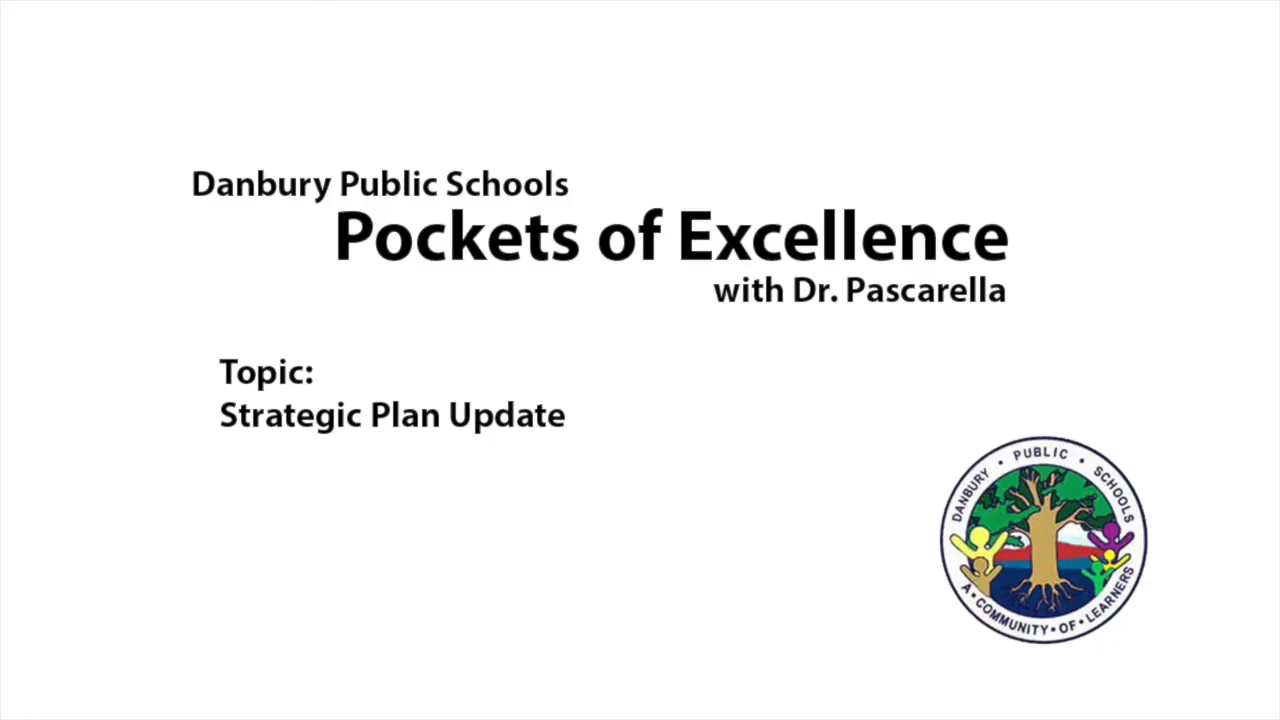 Danbury Public Schools
Pockets of Excellence
with Dr. Pascarella
Topic:
Strategic Plan Update
DANBURY • PUBLIC • SCHOOLS
A • COMMUNITY • OF • LEARNERS